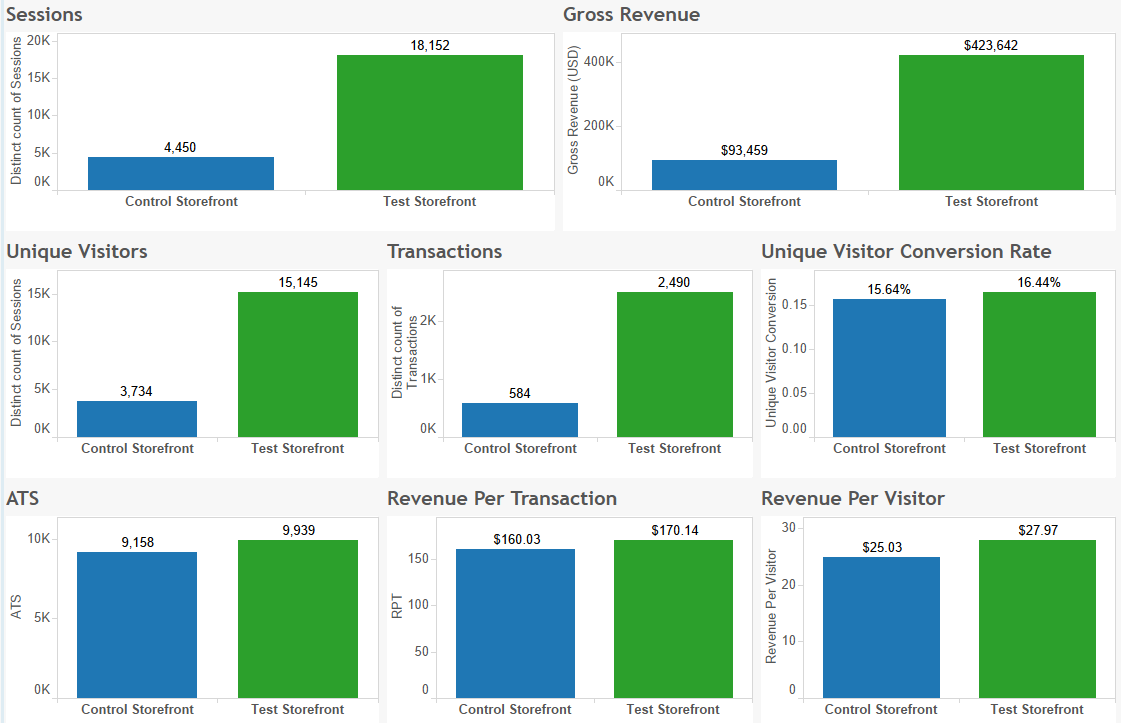 Sessions
Distinct count of Sessions
20K
15K
10K
5K
0K
4,450
18,152
Control Storefront
Test Storefront
Gross Revenue
Gross Revenue (USD)
400K
200K
0K
$93,459
$423,642
Control Storefront
Test Storefront
Unique Visitors
Distinct count of Sessions
15K
10K
5K
0K
3,734
15,145
Control Storefront
Test Storefront
Transactions
Distinct count of
Transactions
2K
1K
0K
584
2,490
Control Storefront
Test Storefront
Unique Visitor Conversion Rate
Unique Visitor Conversion
0.15
0.10
0.05
0.00
15.64%
16.44%
Control Storefront
Test Storefront
ATS
ATS
10K
5K
0K
9,158
9,939
Control Storefront
Test Storefront
Revenue Per Transaction
RPT
150
100
50
0
$160.03
$170.14
Control Storefront
Test Storefront
Revenue Per Visitor
Revenue Per Visitor
30
20
10
0
$25.03
$27.97
Control Storefront
Test Storefront